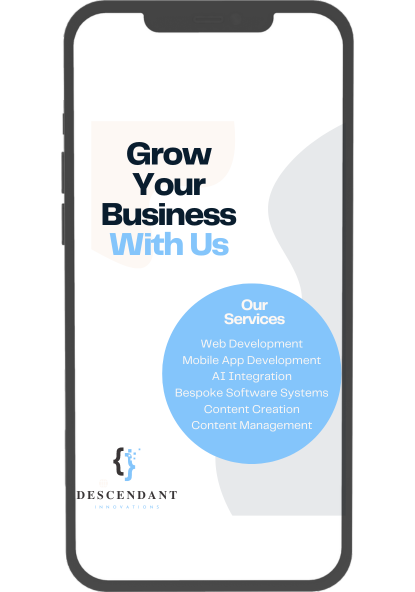 Grow
Your
Business
With Us
Our
Services
Web Development
Mobile App Development
AI Integration
Bespoke Software Systems
Content Creation
Content Management
DESCENDANT
INNOVATIONS